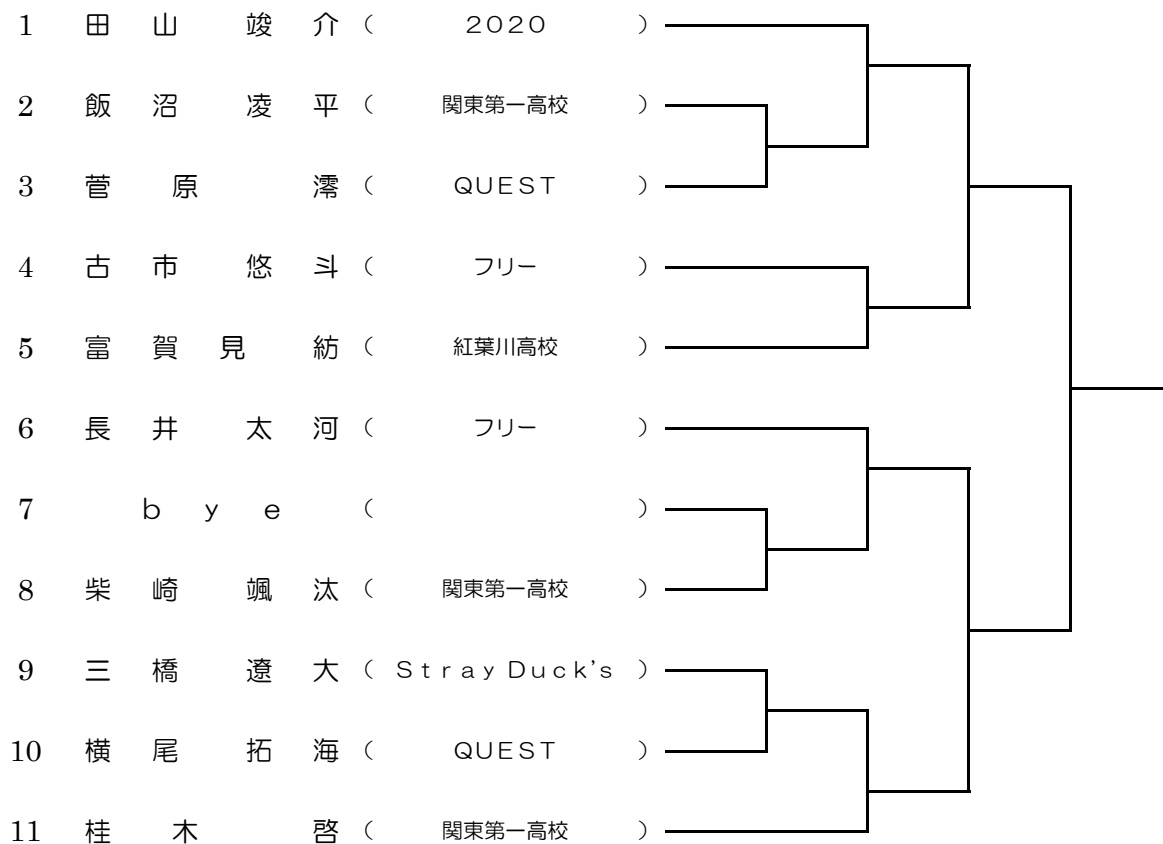 1 田山 竣介 ( 2020 )
2 飯沼 凌平 ( 関東第一高校 )
3 菅原 澪 ( QUEST )
4 古市 悠斗 ( フリー )
5 富賀見 紡 ( 紅葉川高校 )
6 長井 太河 ( フリー )
7 bye ( )
8 柴崎 颯汰 ( 関東第一高校 )
9 三橋 遼大 ( Stray Duck's )
10 横尾 拓海 ( QUEST )
11 桂木 啓 ( 関東第一高校 )